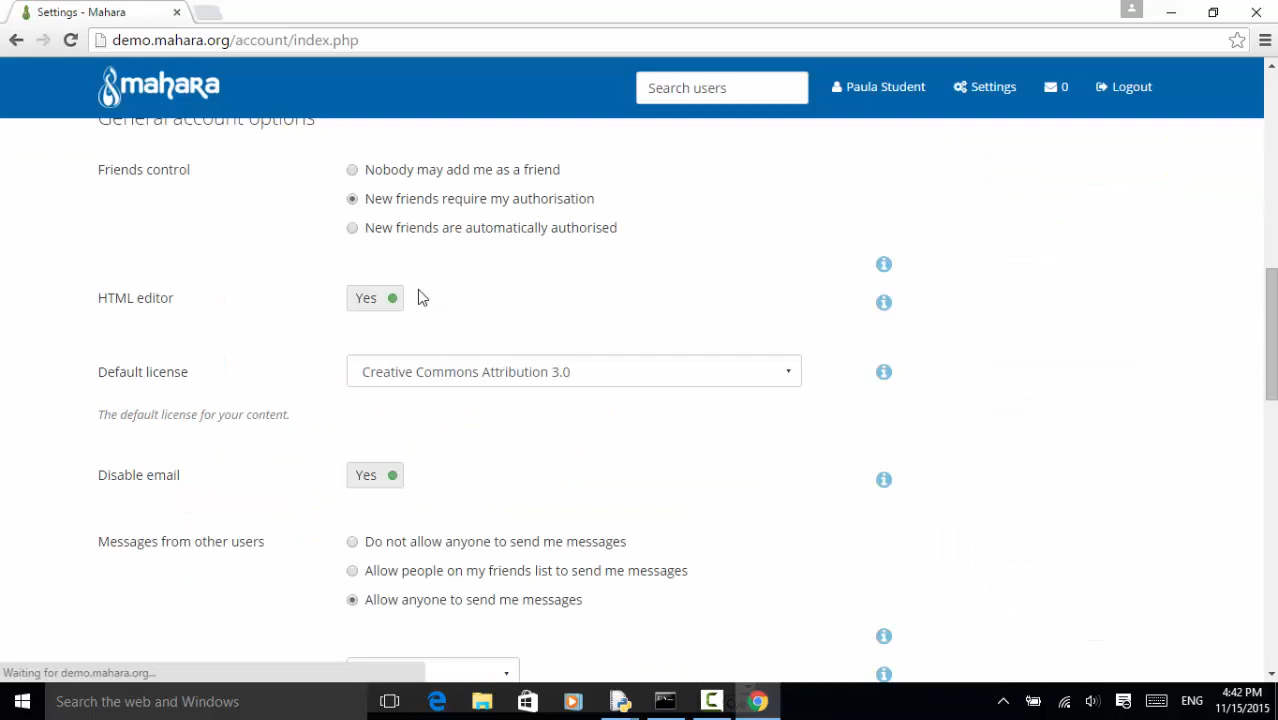 Settings - Mahara
demo.mahara.org/account/index.php
mahara
Search users
Paula Student
Settings
0
Logout
General account options
Friends control
Nobody may add me as a friend
New friends require my authorisation
New friends are automatically authorised
HTML editor
Yes
Default license
Creative Commons Attribution 3.0
The default license for your content.
Disable email
Yes
Messages from other users
Do not allow anyone to send me messages
Allow people on my friends list to send me messages
Allow anyone to send me messages
Waiting for demo.mahara.org...
Search the web and Windows
ENG
4:42 PM
11/15/2015